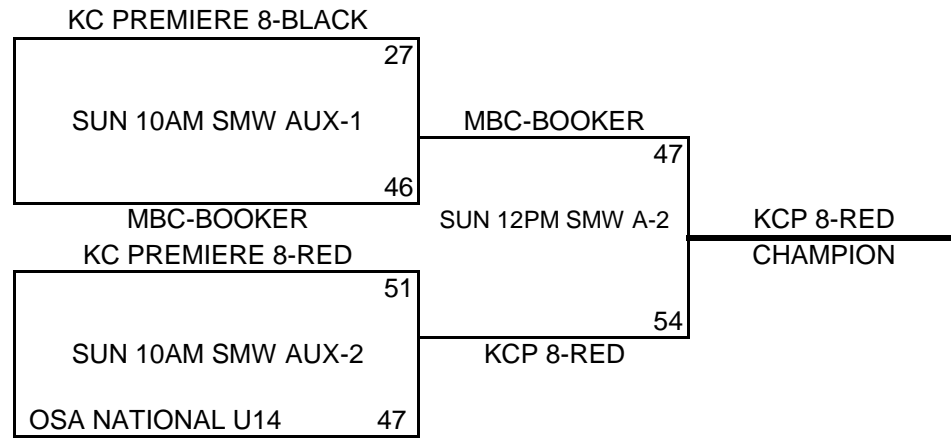 KC PREMIERE 8-BLACK
27
SUN 10AM SMW AUX-1
MBC-BOOKER
47
46
MBC-BOOKER
SUN 12PM SMW A-2
KCP 8-RED
KC PREMIERE 8-RED
CHAMPION
51
54
SUN 10AM SMW AUX-2
KCP 8-RED
OSA NATIONAL U14
47